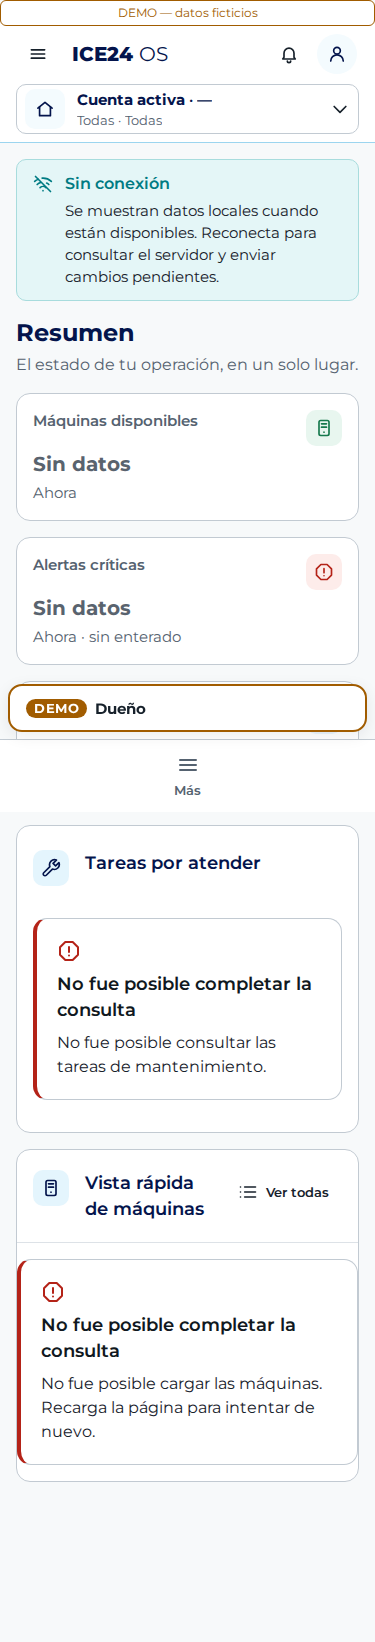 DEMO — datos ficticios
ICE24 OS
Cuenta activa · —
Todas · Todas
Sin conexión
Se muestran datos locales cuando
están disponibles. Reconecta para
consultar el servidor y enviar
cambios pendientes.
Resumen
El estado de tu operación, en un solo lugar.
Máquinas disponibles
Sin datos
Ahora
Alertas críticas
Sin datos
Ahora · sin enterado
DEMO Dueño
Más
Tareas por atender
No fue posible completar la
consulta
No fue posible consultar las
tareas de mantenimiento.
Vista rápida
de máquinas
Ver todas
No fue posible completar la
consulta
No fue posible cargar las máquinas.
Recarga la página para intentar de
nuevo.